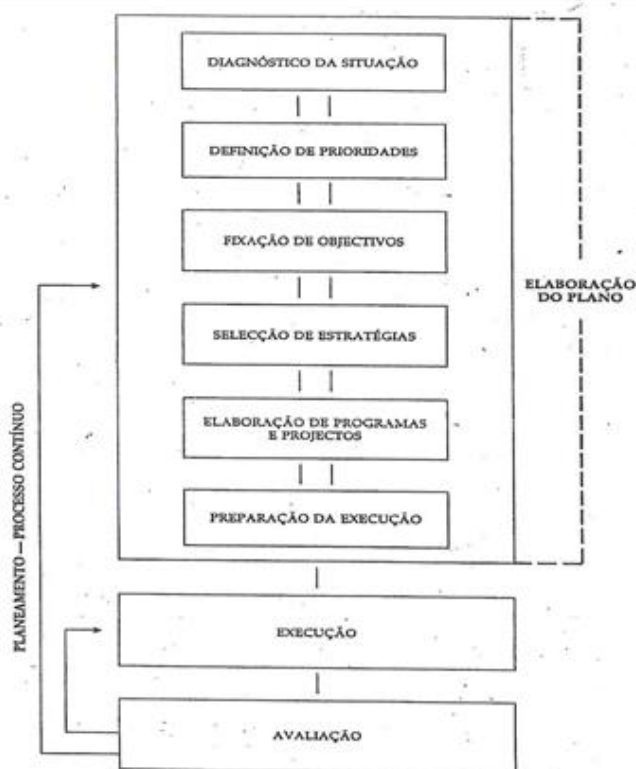 DIAGNÓSTICO DA SITUAÇÃO
DEFINIÇÃO DE PRIORIDADES
FIXAÇÃO DE OBJECTIVOS
SELECÇÃO DE ESTRATÉGIAS
ELABORAÇÃO DE PROGRAMAS
E PROJECTOS
PREPARAÇÃO DA EXECUÇÃO
ELABORAÇÃO
DO PLANO
EXECUÇÃO
AVALIAÇÃO
PLANEAMENTO — PROCESSO CONTÍNUO